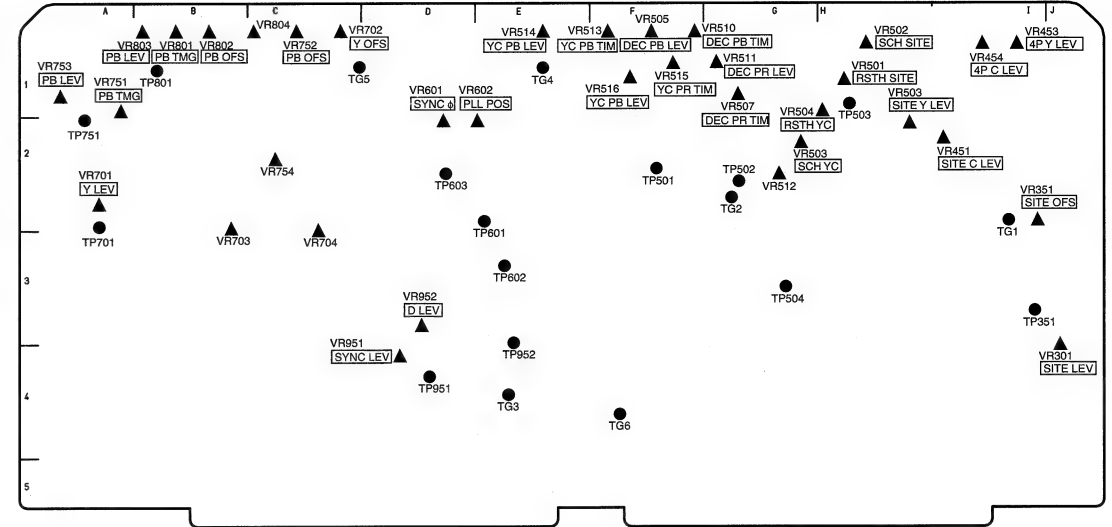 A B C D E F G H I J
VR803
PB LEV
VR801
PB TMG
VR802
PB OFS
VR804
VR752
PB OFS
VR702
Y OFS
VR514
YC PB LEV
VR513
YC PB TIM
VR505
DEC PB LEV
VR510
DEC PB TIM
VR502
SCH SITE
VR453
4P Y LEV
VR454
4P C LEV
VR753
PB LEV
TP801
TG5
TG4
VR511
DEC PR LEV
VR501
RSTH SITE
1
VR751
PB TMG
VR601
SYNC ϕ
VR602
PLL POS
VR516
YC PB LEV
VR515
YC PR TIM
VR507
DEC PR TIM
VR504
RSTH YC
TP503
VR503
SITE Y LEV
TP751
2
VR754
TP603
TP501
TP502
VR503
SCH YC
VR512
VR451
SITE C LEV
VR701
Y LEV
TG2
VR351
SITE OFS
TP701
VR703
VR704
TP601
TG1
3
TP602
TP504
VR952
D LEV
TP351
VR951
SYNC LEV
TP952
VR301
SITE LEV
TP951
4
TG3
TG6
5